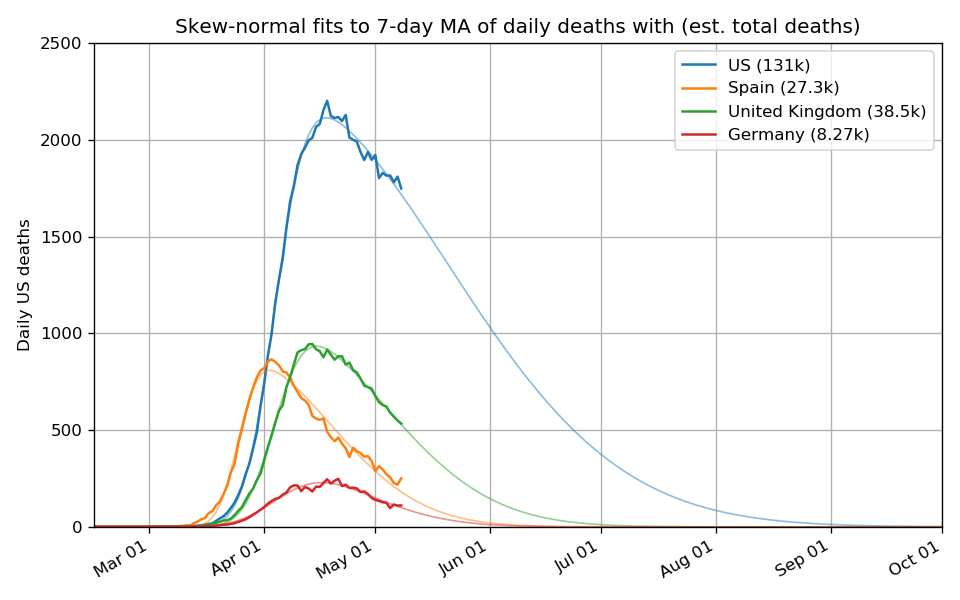 Skew-normal fits to 7-day MA of daily deaths with (est. total deaths)
2500
2000
1500
1000
500
0
Daily US deaths
US (131k)
Spain (27.3k)
United Kingdom (38.5k)
Germany (8.27k)
Mar 01
Apr 01
May 01
Jun 01
Jul 01
Aug 01
Sep 01
Oct 01